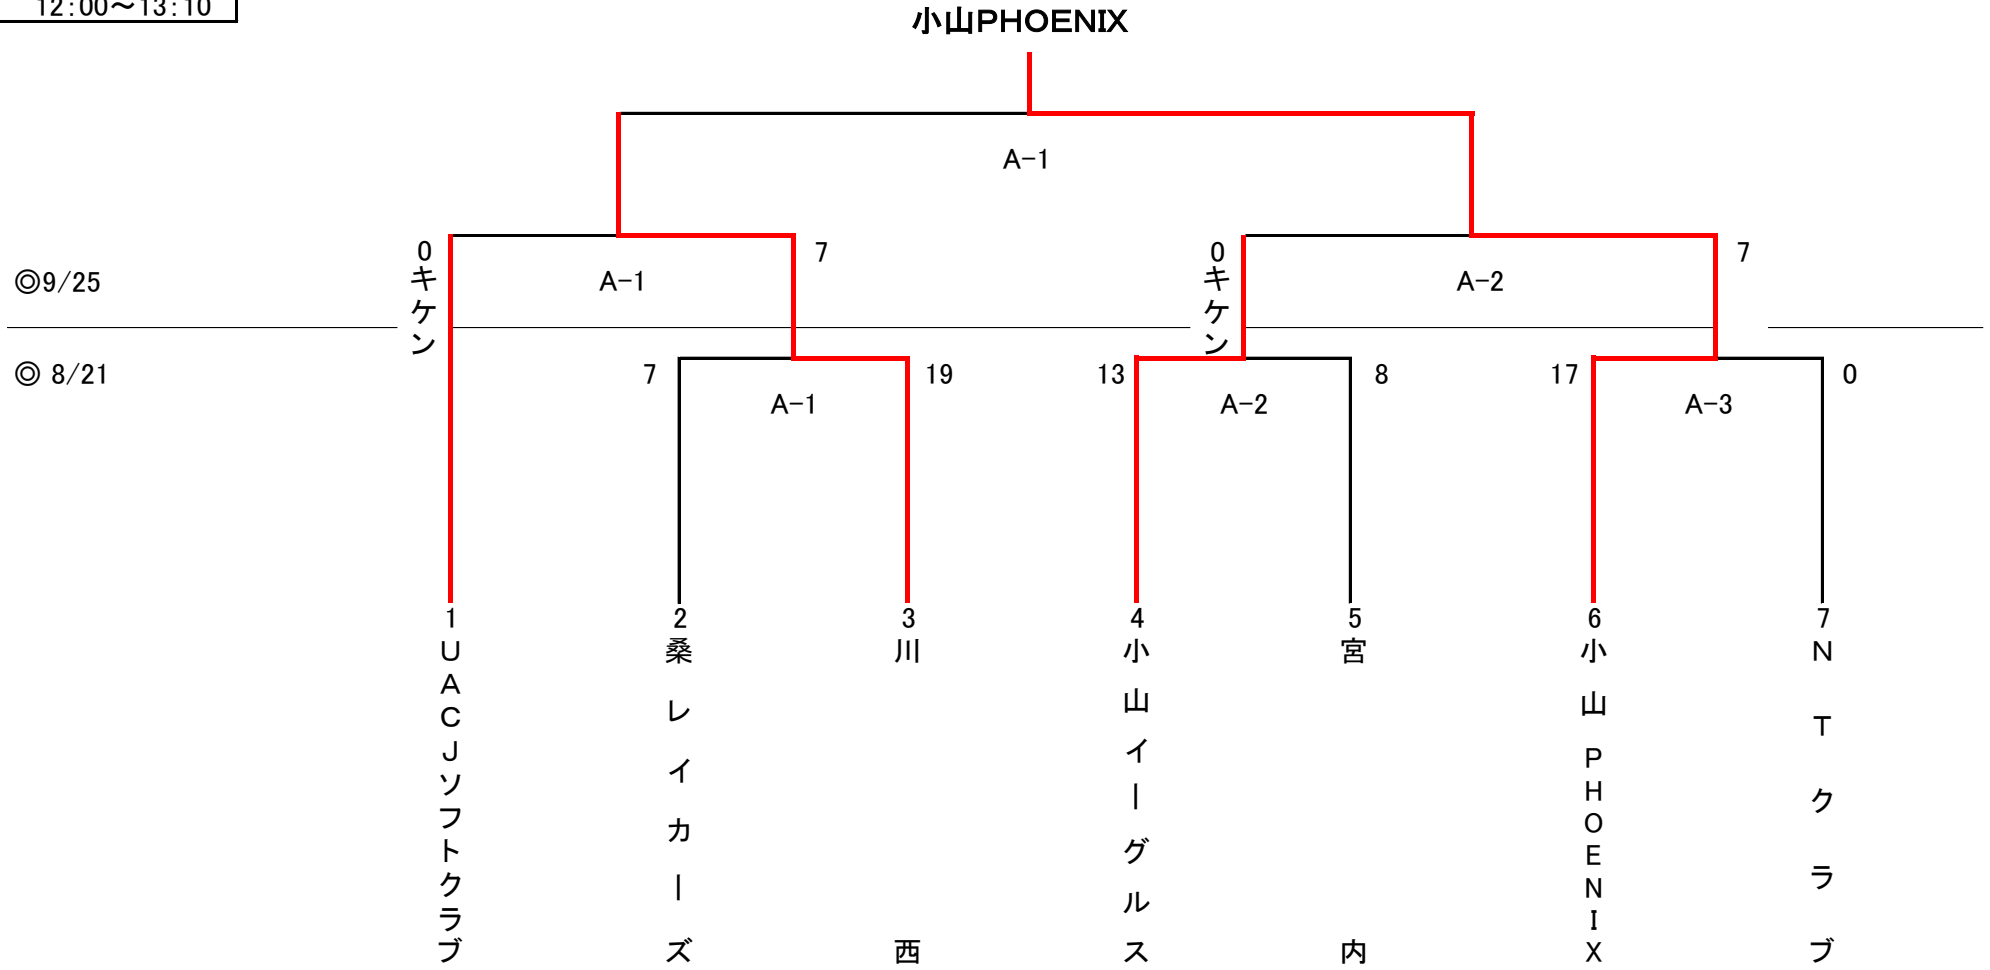 12:00～13:10
小山PHOENIX
A-1
0
キケン
7
0
キケン
7
◎9/25
A-1
A-2
◎ 8/21
7
19
13
8
17
0
A-1
A-2
A-3
1
2
3
4
5
6
7
UACJソフトクラブ
桑レイカーズ
川西
小山イーグルス
宮内
小山PHOENIX
NTクラブ